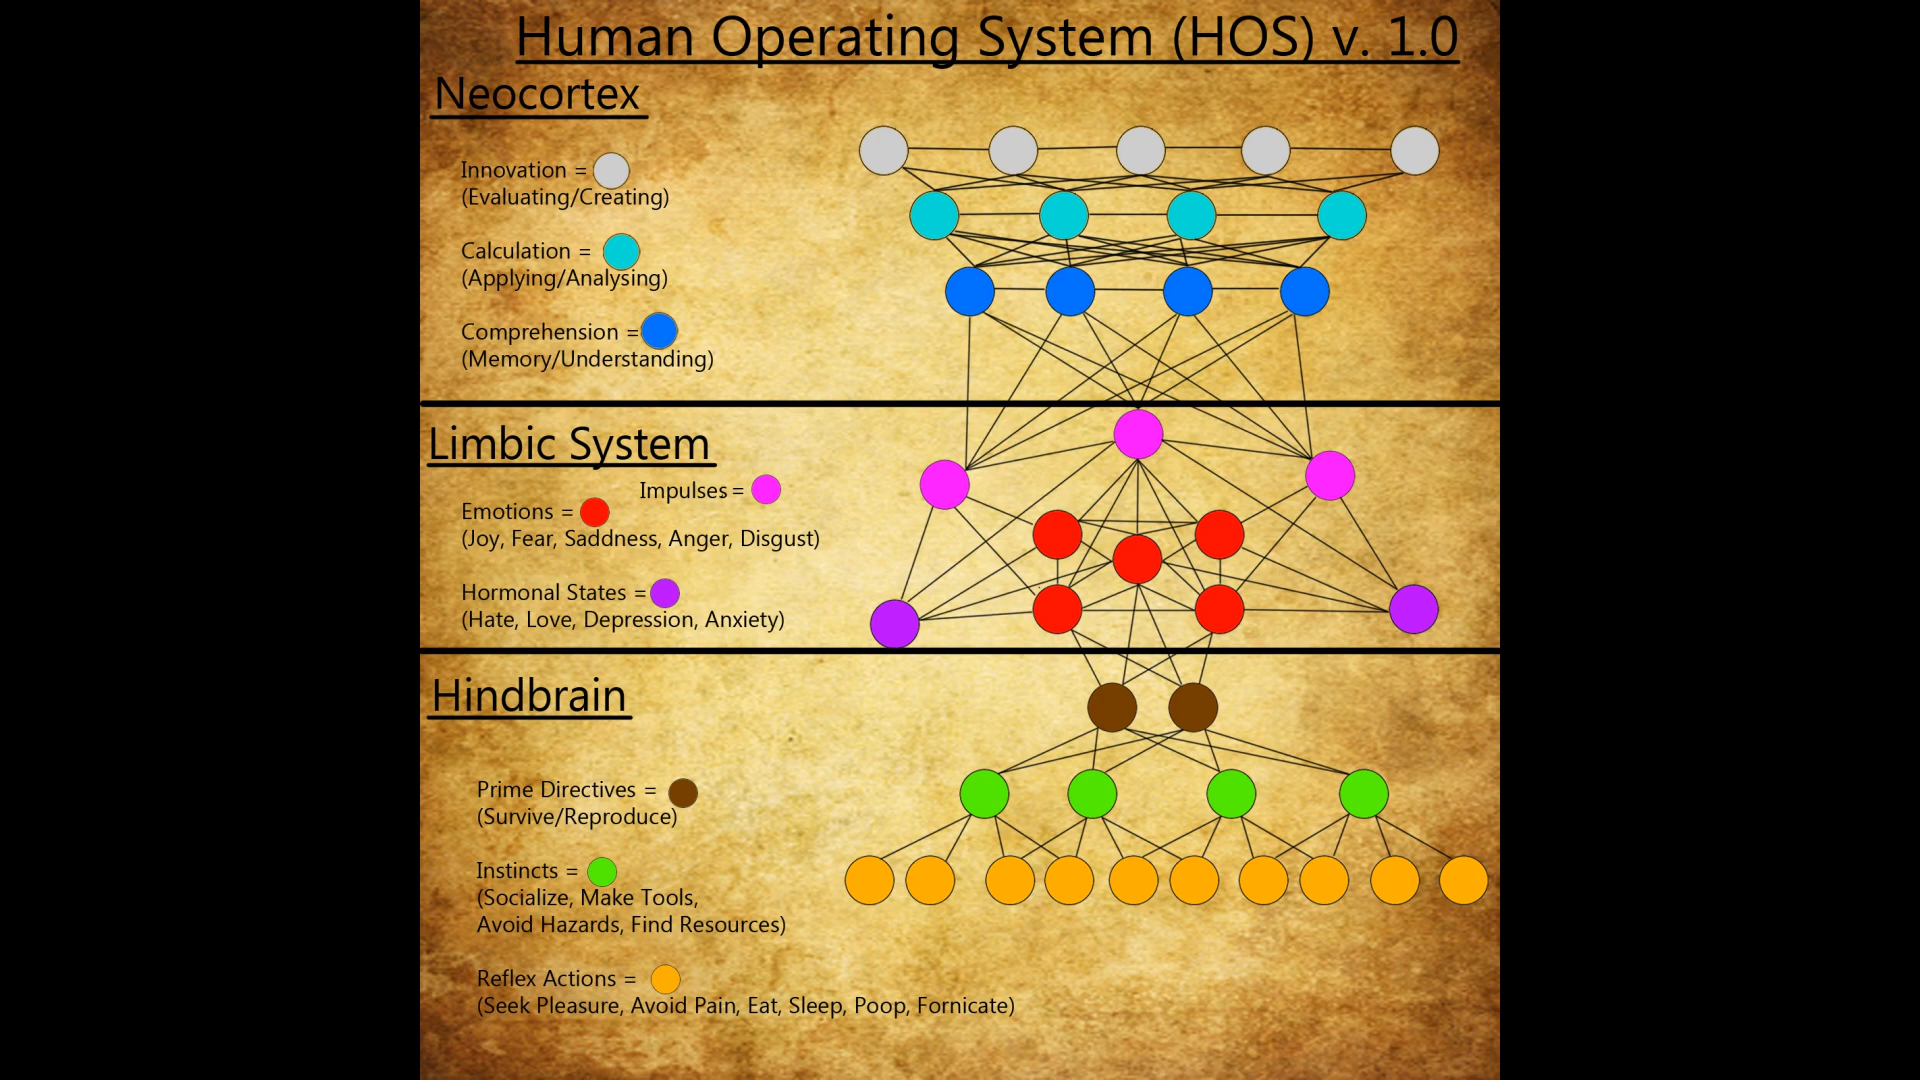 Human Operating System (HOS) v. 1.0
Neocortex
Innovation =
(Evaluating/Creating)
Calculation =
(Applying/Analysing)
Comprehension =
(Memory/Understanding)
Limbic System
Impulses =
Emotions =
(Joy, Fear, Saddness, Anger, Disgust)
Hormonal States =
(Hate, Love, Depression, Anxiety)
Hindbrain
Prime Directives =
(Survive/Reproduce)
Instincts =
(Socialize, Make Tools,
Avoid Hazards, Find Resources)
Reflex Actions =
(Seek Pleasure, Avoid Pain, Eat, Sleep, Poop, Fornicate)